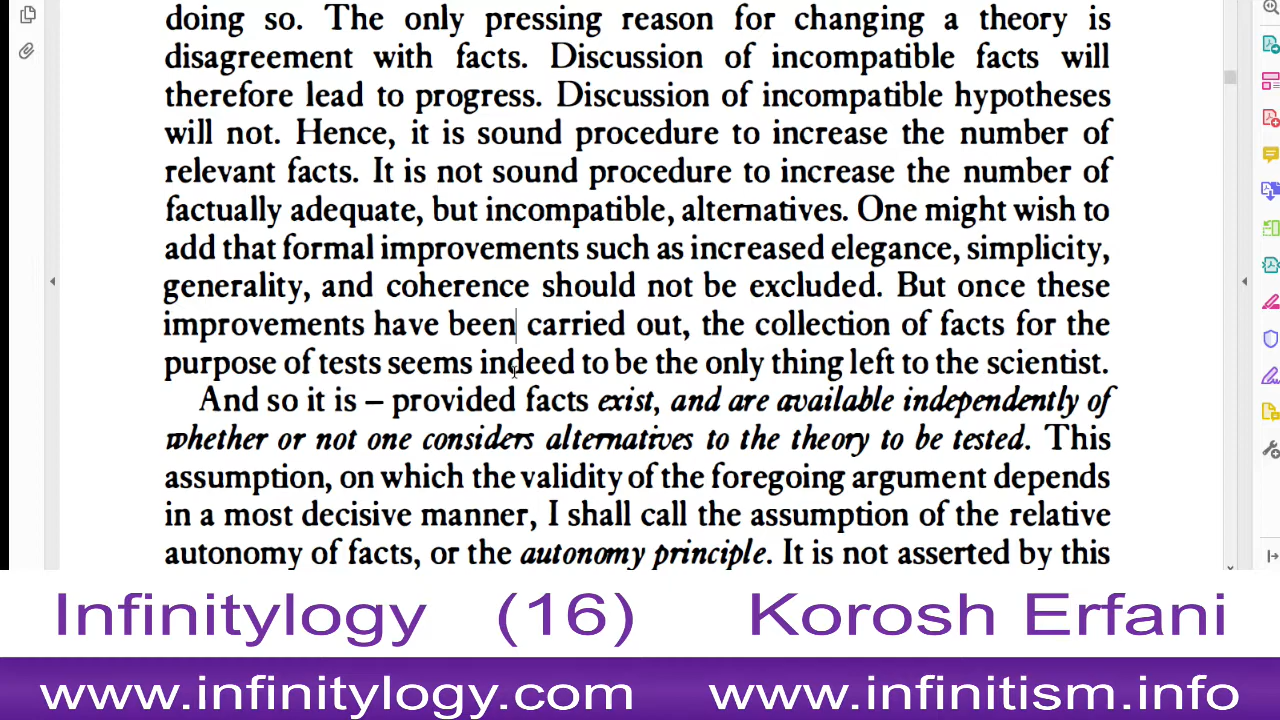 doing so. The only pressing reason for changing a theory is
disagreement with facts. Discussion of incompatible facts will
therefore lead to progress. Discussion of incompatible hypotheses
will not. Hence, it is sound procedure to increase the number of
relevant facts. It is not sound procedure to increase the number of
factually adequate, but incompatible, alternatives. One might wish to
add that formal improvements such as increased elegance, simplicity,
generality, and coherence should not be excluded. But once these
improvements have been carried out, the collection of facts for the
purpose of tests seems indeed to be the only thing left to the scientist.
And so it is – provided facts exist, and are available independently of
whether or not one considers alternatives to the theory to be tested. This
assumption, on which the validity of the foregoing argument depends
in a most decisive manner, I shall call the assumption of the relative
autonomy of facts, or the autonomy principle. It is not asserted by this
Infinitylogy (16) Korosh Erfani
www.infinitylogy.com www.infinitism.info